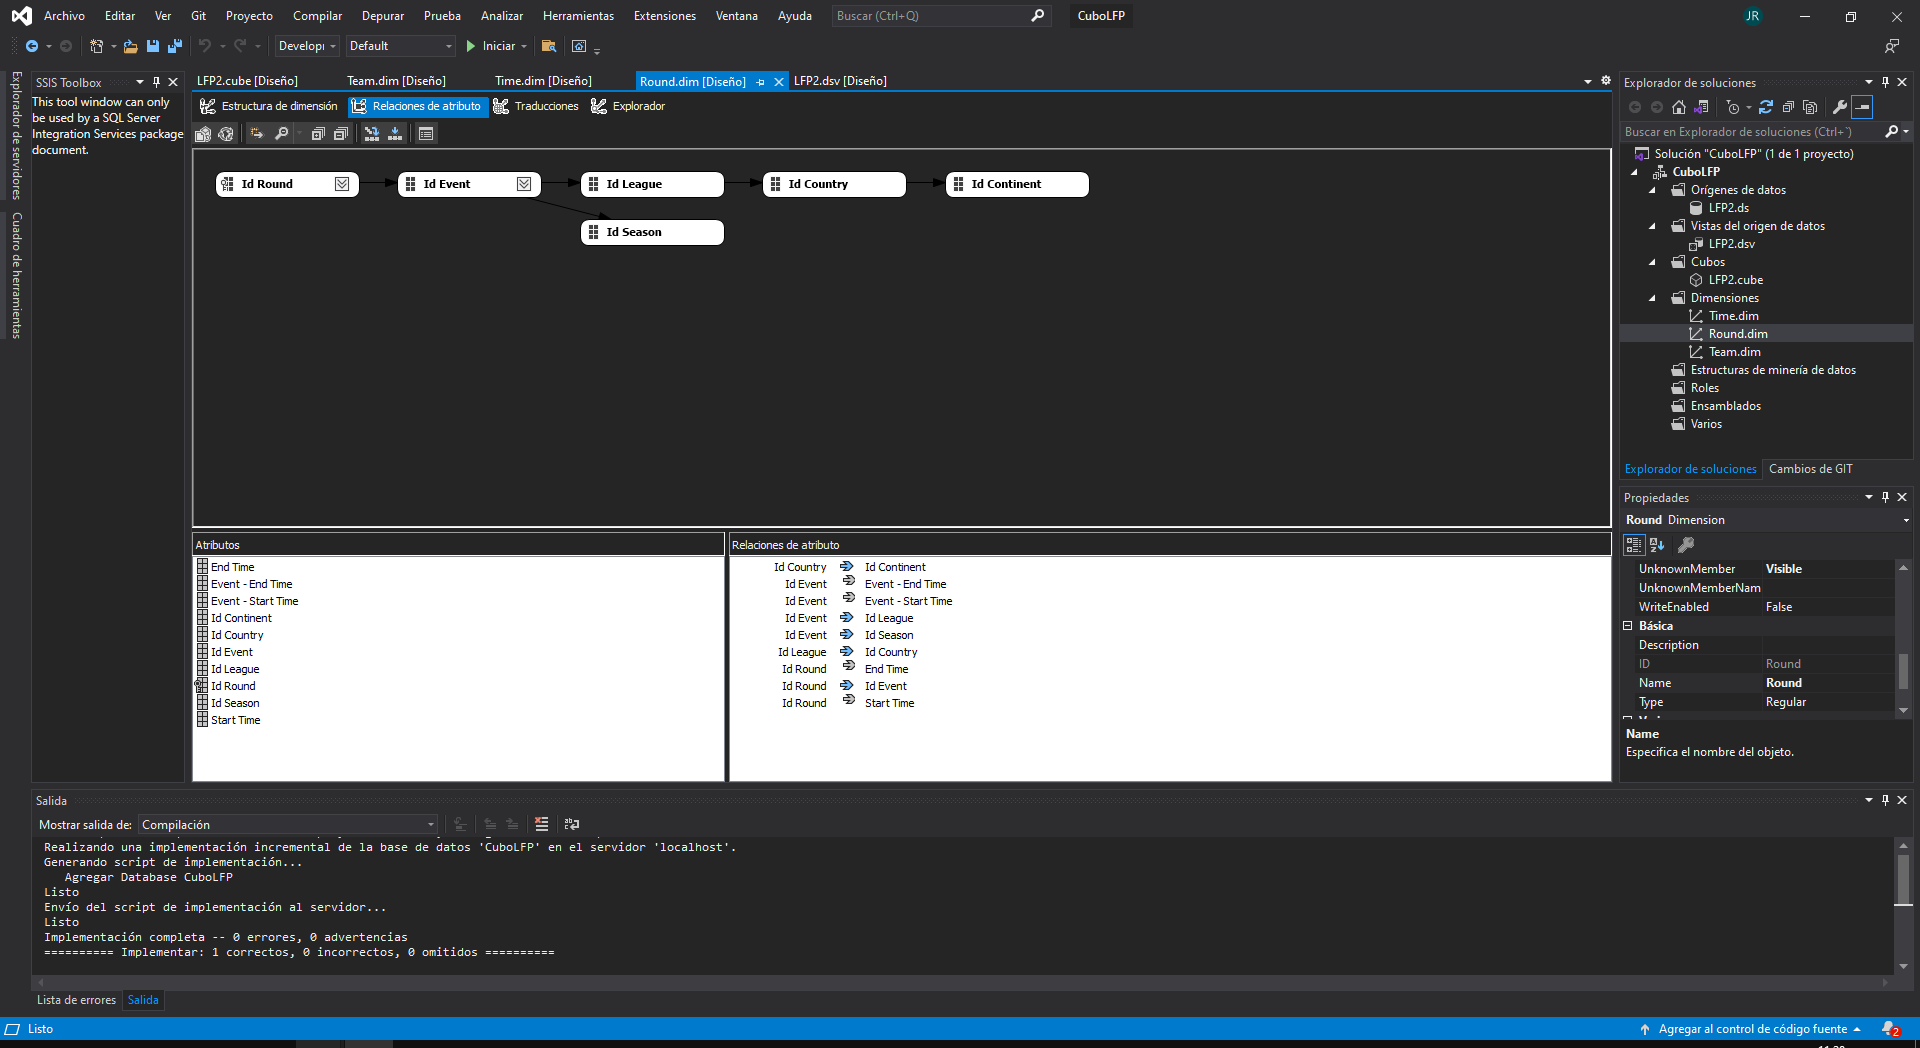 Archivo Editar Ver Git Proyecto Compilar Depurar Prueba Analizar Herramientas Extensiones Ventana Ayuda Buscar (Ctrl+Q) CuboLFP JR
Developi Default Iniciar
Explorador de servidores
Cuadro de herramientas
SSIS Toolbox
This tool window can only
be used by a SQL Server
Integration Services package
document.
LFP2.cube [Diseño] Team.dim [Diseño] Time.dim [Diseño] Round.dim [Diseño] LFP2.dsv [Diseño]
Estructura de dimensión Relaciones de atributo Traducciones Explorador
Id Round Id Event Id League Id Country Id Continent
Id Season
Atributos
End Time
Event - End Time
Event - Start Time
Id Continent
Id Country
Id Event
Id League
Id Round
Id Season
Start Time
Relaciones de atributo
Id Country Id Continent
Id Event Event - End Time
Id Event Event - Start Time
Id Event Id League
Id Event Id Season
Id League Id Country
Id Round End Time
Id Round Id Event
Id Round Start Time
Explorador de soluciones
Buscar en Explorador de soluciones (Ctrl+`)
Solución "CuboLFP" (1 de 1 proyecto)
CuboLFP
Orígenes de datos
LFP2.ds
Vistas del origen de datos
LFP2.dsv
Cubos
LFP2.cube
Dimensiones
Time.dim
Round.dim
Team.dim
Estructuras de minería de datos
Roles
Ensamblados
Varios
Explorador de soluciones Cambios de GIT
Propiedades
Round Dimension
UnknownMember Visible
UnknownMemberNam
WriteEnabled False
Básica
Description
ID Round
Name Round
Type Regular
Name
Especifica el nombre del objeto.
Salida
Mostrar salida de: Compilación
Realizando una implementación incremental de la base de datos 'CuboLFP' en el servidor 'localhost'.
Generando script de implementación...
Agregar Database CuboLFP
Listo
Envío del script de implementación al servidor...
Listo
Implementación completa -- 0 errores, 0 advertencias
========== Implementar: 1 correctos, 0 incorrectos, 0 omitidos ==========
Lista de errores Salida
Listo Agregar al control de código fuente 2